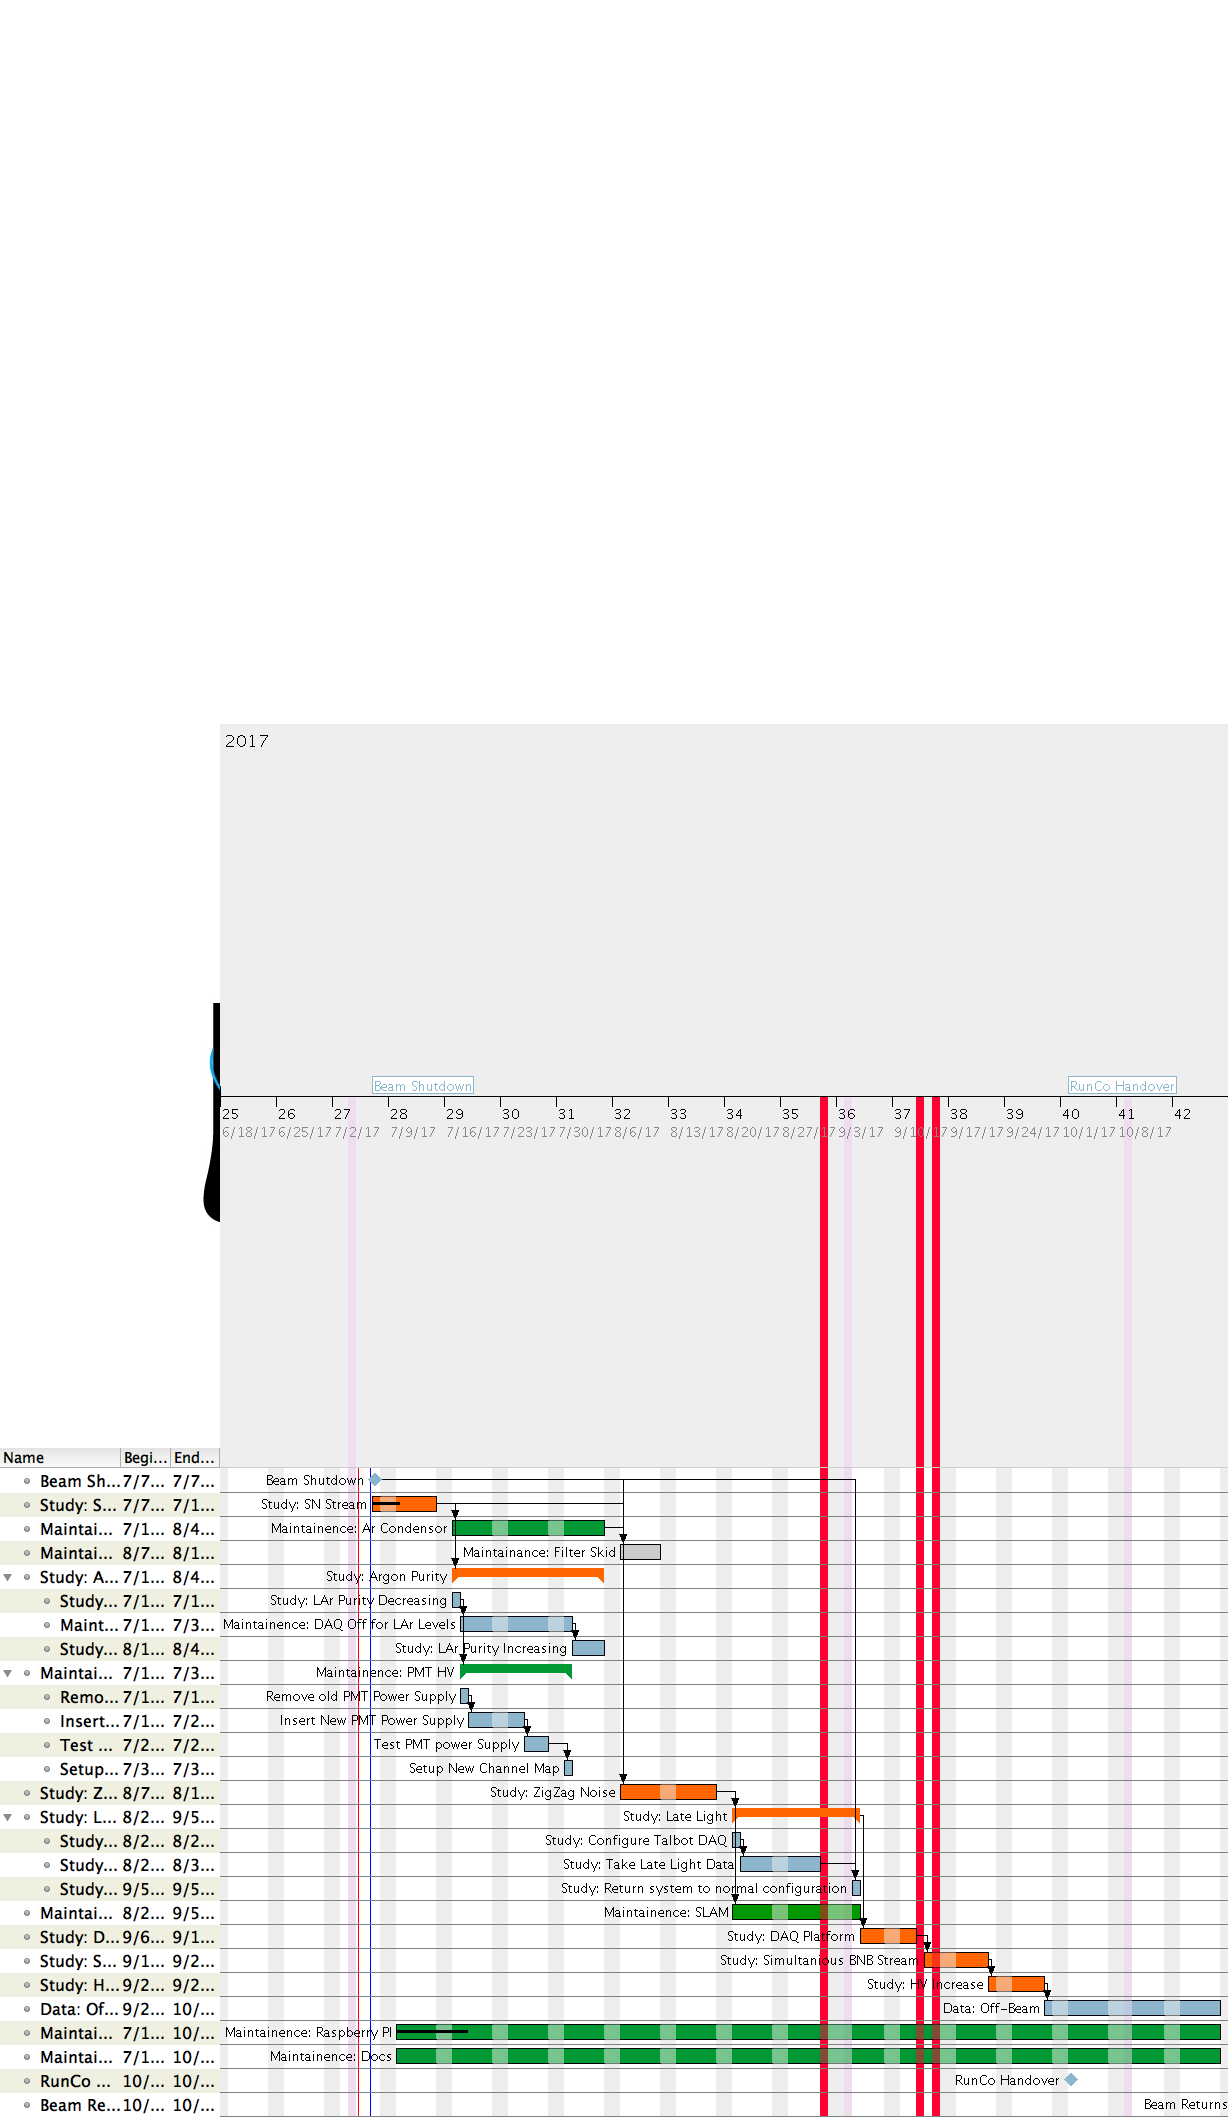 2017
Beam Shutdown RunCo Handover
25 26 27 28 29 30 31 32 33 34 35 36 37 38 39 40 41 42
6/18/17 6/25/17 7/2/17 7/9/17 7/16/17 7/23/17 7/30/17 8/6/17 8/13/17 8/20/17 8/27/17 9/3/17 9/10/17 9/17/17 9/24/17 10/1/17 10/8/17
Name Begi... End...
Beam Sh... 7/7... 7/7... Beam Shutdown
Study: S... 7/7... 7/1... Study: SN Stream
Maintai... 7/1... 8/4... Maintainence: Ar Condensor
Maintai... 8/7... 8/1... Maintainance: Filter Skid
Study: A... 7/1... 8/4... Study: Argon Purity
Study... 7/1... 7/1... Study: LAr Purity Decreasing
Maint... 7/1... 7/3... Maintainence: DAQ Off for LAr Levels
Study... 8/1... 8/4... Study: LAr Purity Increasing
Maintai... 7/1... 7/3... Maintainence: PMT HV
Remo... 7/1... 7/1... Remove old PMT Power Supply
Insert... 7/1... 7/2... Insert New PMT Power Supply
Test ... 7/2... 7/2... Test PMT power Supply
Setup... 7/3... 7/3... Setup New Channel Map
Study: Z... 8/7... 8/1... Study: ZigZag Noise
Study: L... 8/2... 9/5... Study: Late Light
Study... 8/2... 8/2... Study: Configure Talbot DAQ
Study... 8/2... 8/3... Study: Take Late Light Data
Study... 9/5... 9/5... Study: Return system to normal configuration
Maintai... 8/2... 9/5... Maintainence: SLAM
Study: D... 9/6... 9/1... Study: DAQ Platform
Study: S... 9/1... 9/2... Study: Simultanious BNB Stream
Study: H... 9/2... 9/2... Study: HV Increase
Data: Of... 9/2... 10/... Data: Off-Beam
Maintai... 7/1... 10/... Maintainence: Raspberry PI
Maintai... 7/1... 10/... Maintainence: Docs
RunCo ... 10/... 10/... RunCo Handover
Beam Re... 10/... 10/... Beam Returns